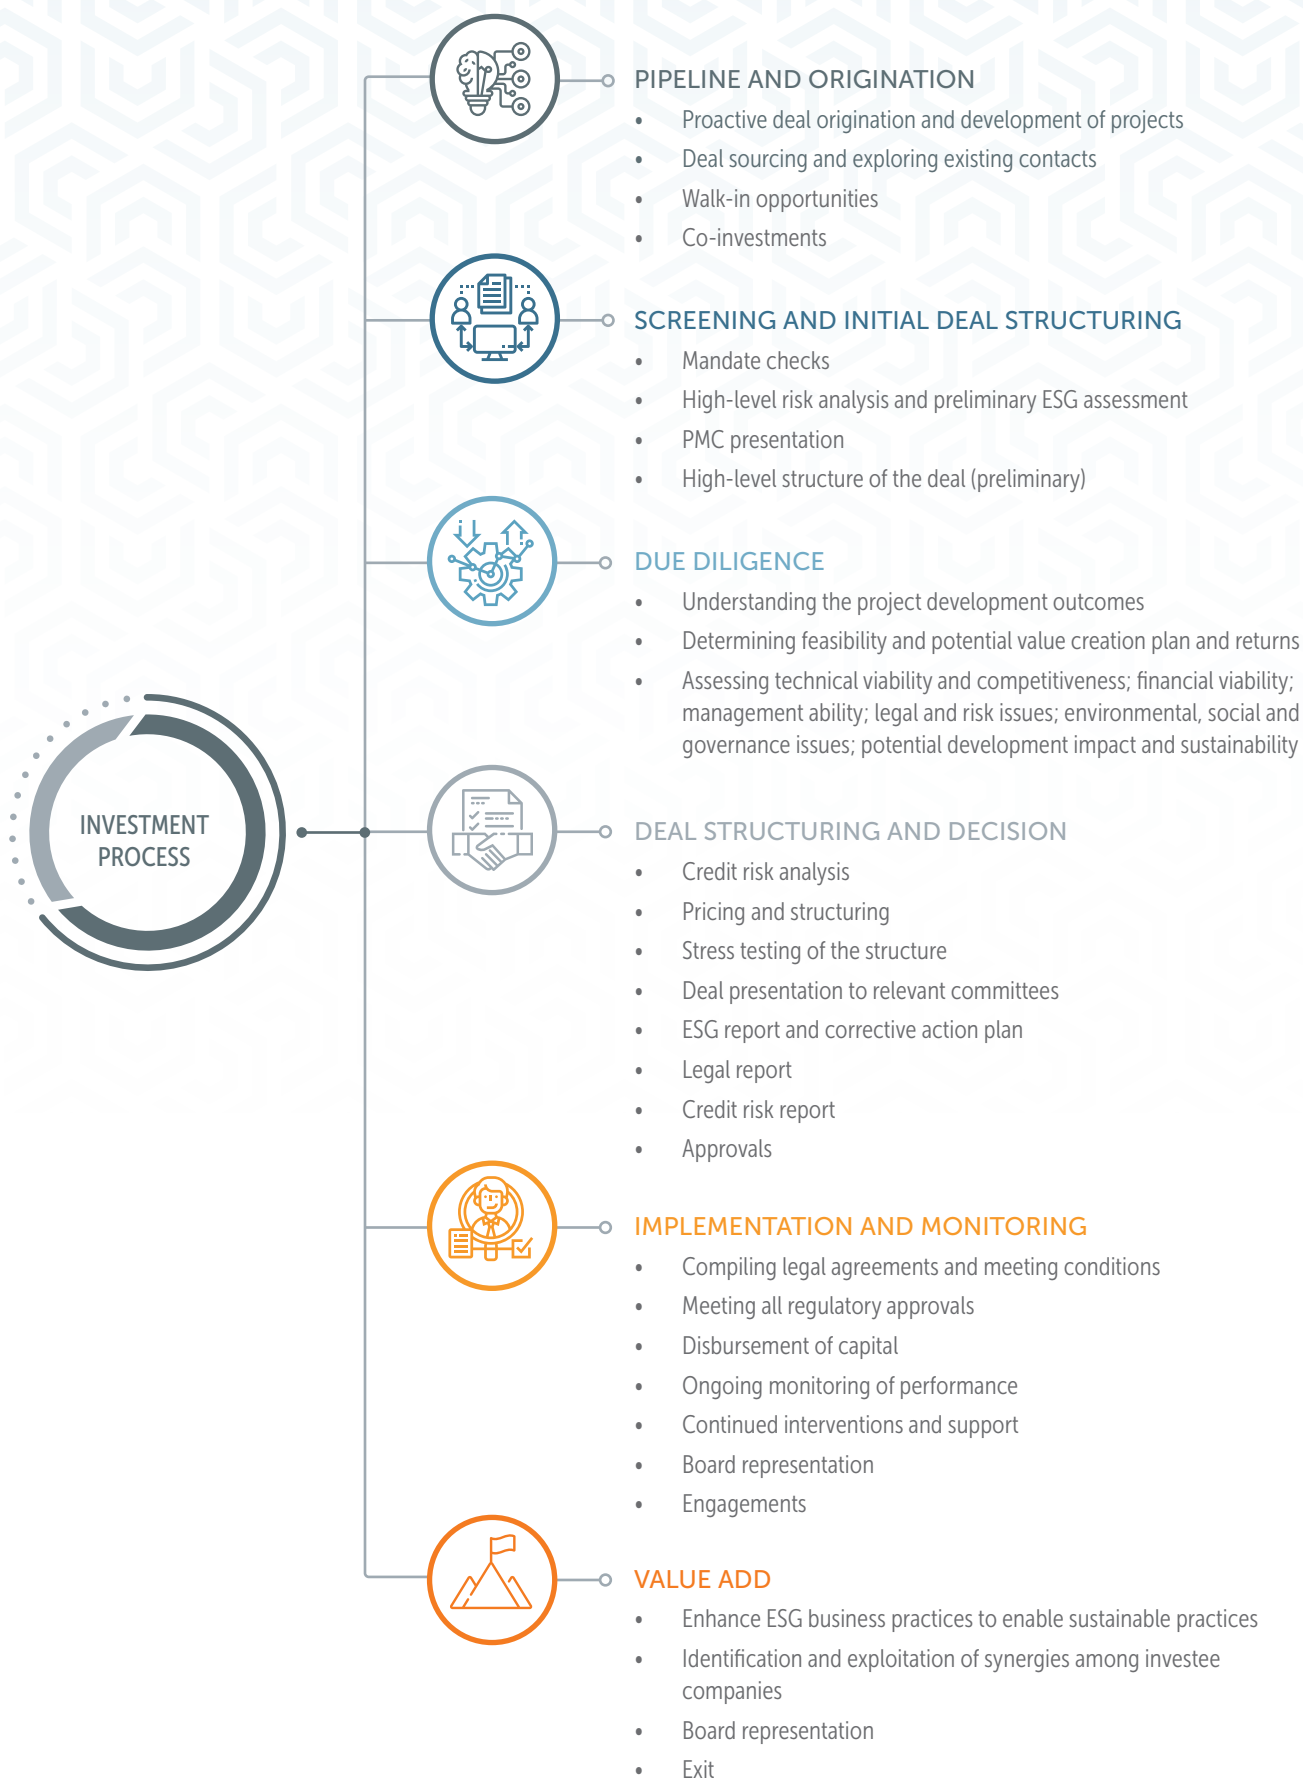 PIPELINE AND ORIGINATION
• Proactive deal origination and development of projects
• Deal sourcing and exploring existing contacts
• Walk-in opportunities
• Co-investments
SCREENING AND INITIAL DEAL STRUCTURING
• Mandate checks
• High-level risk analysis and preliminary ESG assessment
• PMC presentation
• High-level structure of the deal (preliminary)
DUE DILIGENCE
• Understanding the project development outcomes
• Determining feasibility and potential value creation plan and returns
• Assessing technical viability and competitiveness; financial viability;
management ability; legal and risk issues; environmental, social and
governance issues; potential development impact and sustainability
INVESTMENT
PROCESS
DEAL STRUCTURING AND DECISION
• Credit risk analysis
• Pricing and structuring
• Stress testing of the structure
• Deal presentation to relevant committees
• ESG report and corrective action plan
• Legal report
• Credit risk report
• Approvals
IMPLEMENTATION AND MONITORING
• Compiling legal agreements and meeting conditions
• Meeting all regulatory approvals
• Disbursement of capital
• Ongoing monitoring of performance
• Continued interventions and support
• Board representation
• Engagements
VALUE ADD
• Enhance ESG business practices to enable sustainable practices
• Identification and exploitation of synergies among investee
companies
• Board representation
• Exit